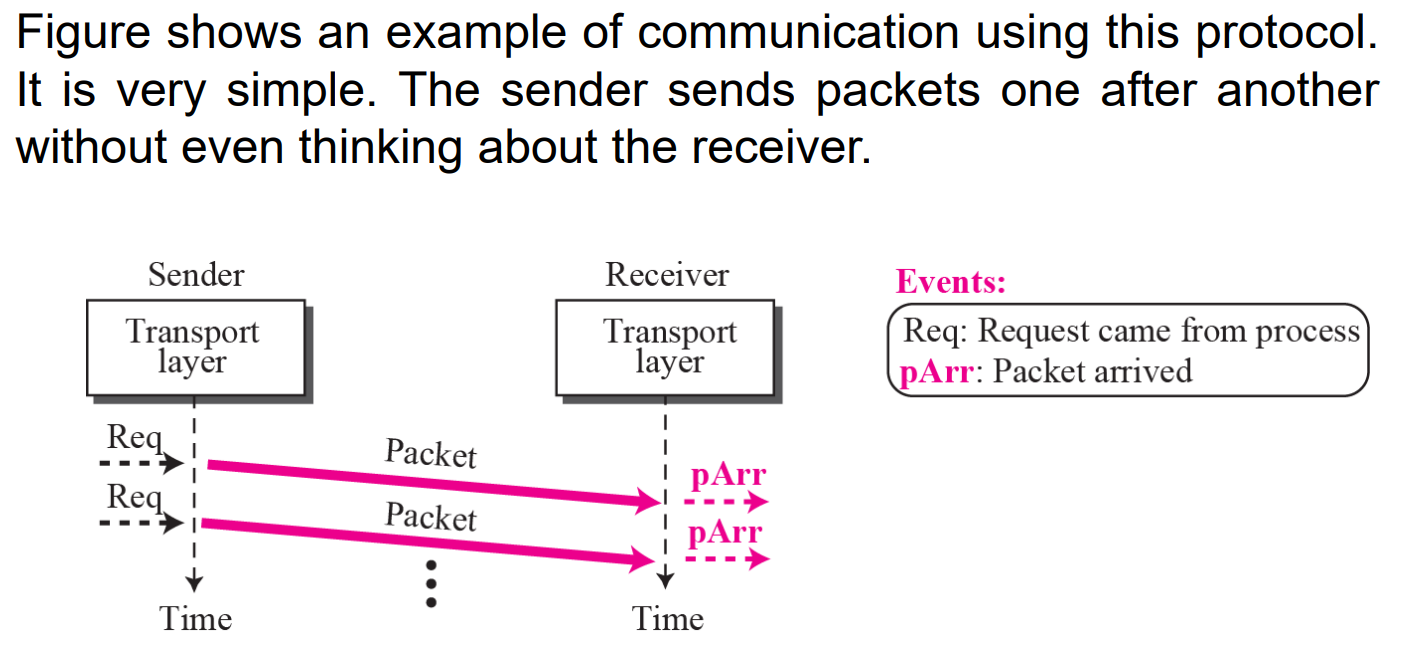 Figure shows an example of communication using this protocol.
It is very simple. The sender sends packets one after another
without even thinking about the receiver.
Sender
Receiver
Events:
Transport
layer
Transport
layer
Req: Request came from process
pArr: Packet arrived
Req
Packet
pArr
Req
Packet
pArr
Time
Time